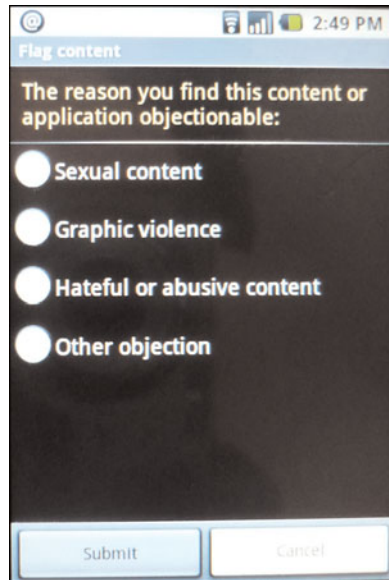 @ 2:49 PM
Flag content
The reason you find this content or
application objectionable:
Sexual content
Graphic violence
Hateful or abusive content
Other objection
Submit
Cancel